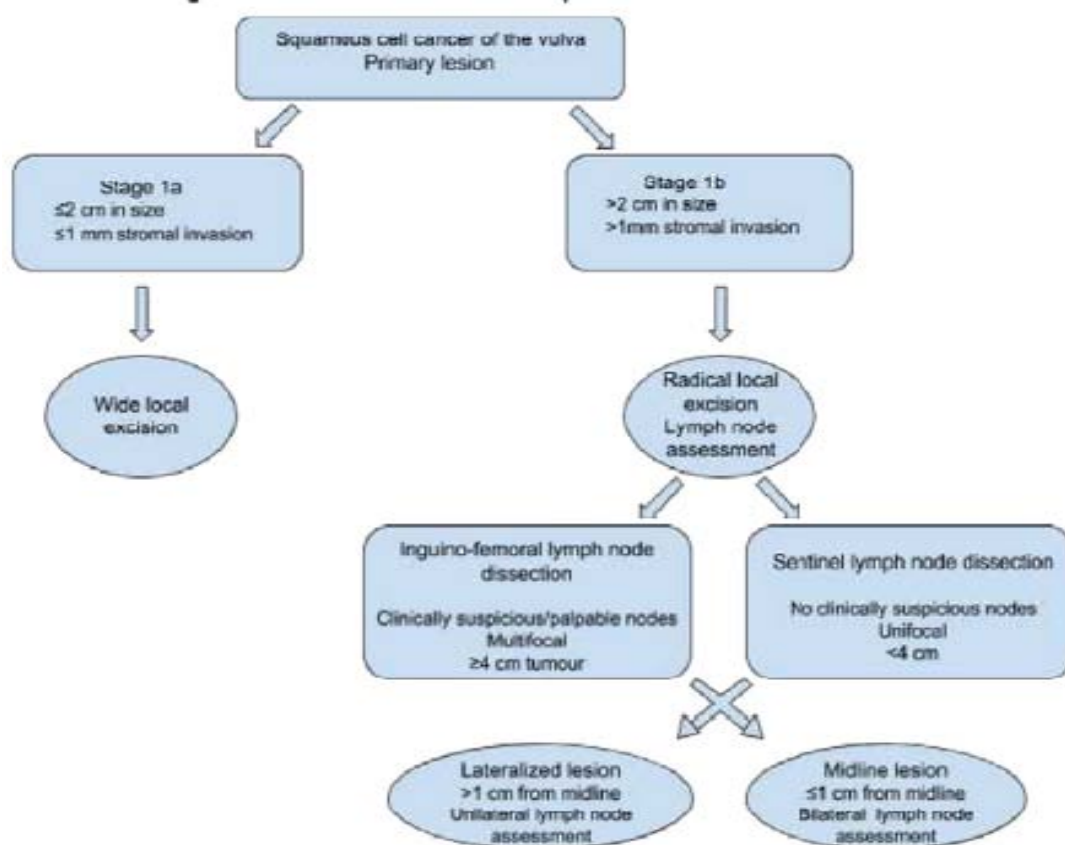 Squamous cell cancer of the vulva
Primary lesion
Stage 1a
≤2 cm in size
≤1 mm stromal invasion
Stage 1b
>2 cm in size
>1mm stromal invasion
Wide local
excision
Radical local
excision
Lymph node
assessment
Inguino-femoral lymph node
dissection
Clinically suspicious/palpable nodes
Multifocal
≥4 cm tumour
Sentinel lymph node dissection
No clinically suspicious nodes
Unifocal
<4 cm
Lateralized lesion
>1 cm from midline
Unilateral lymph node
assessment
Midline lesion
≤1 cm from midline
Bilateral lymph node
assessment